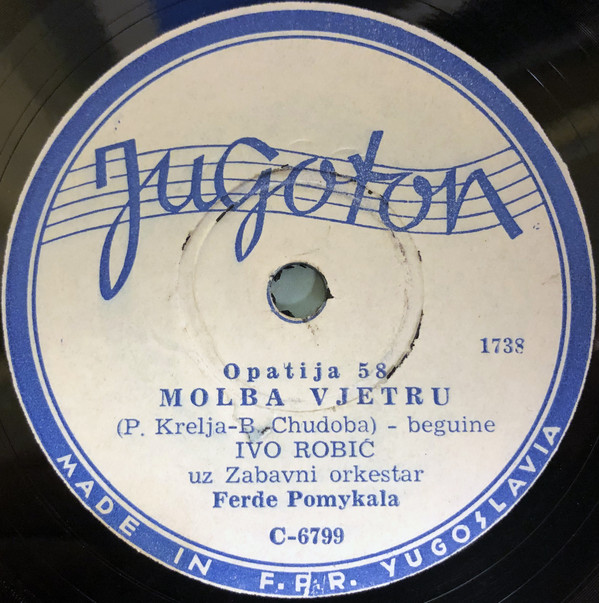 Jugoton
1738
Opatija 58
MOLBA VJETRU
(P. Krelja-B. Chudoba) - beguine
IVO ROBIĆ
uz Zabavni orkestar
Ferde Pomykala
C-6799
MADE IN F.P.R. YUGOSLAVIA